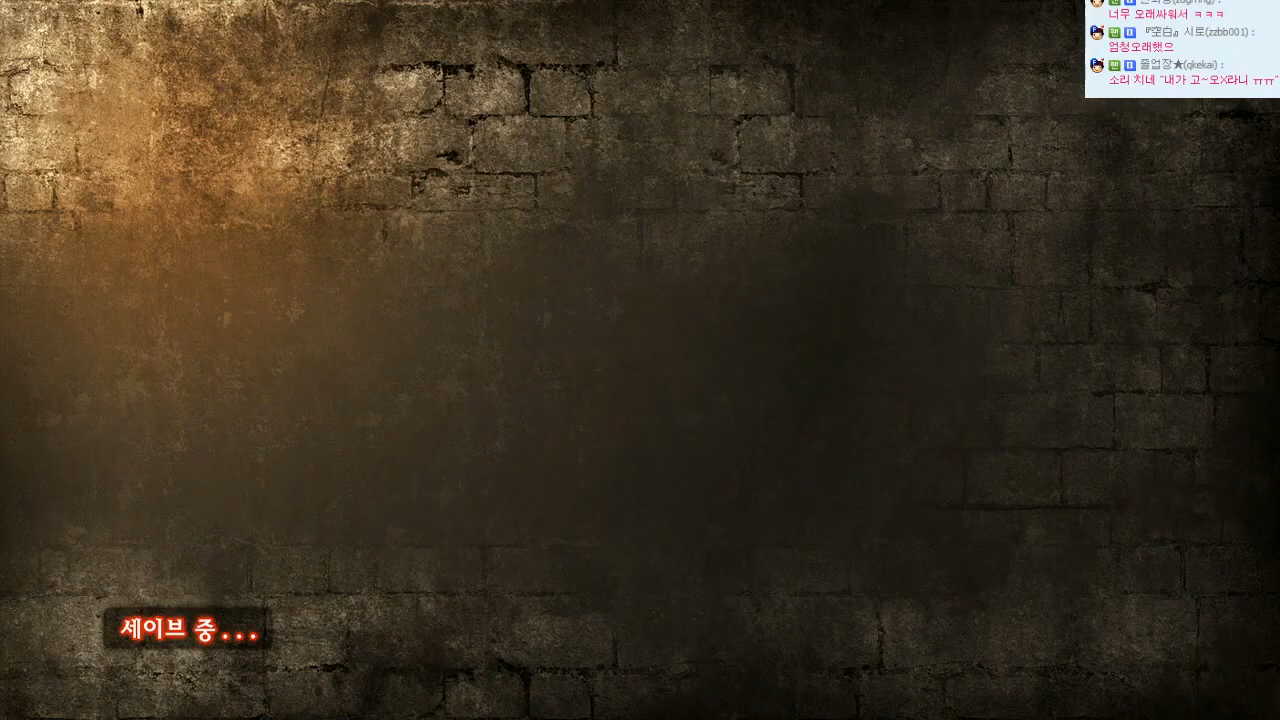 너무 오래싸워서 ㅋㅋㅋ
팬 『空白』 시로(zzbb001) :
엄청오래했으
팬 졸업장★(qkekai) :
소리 치네 "내가 고~오X라니 ㅠㅠ"
세이브 중...